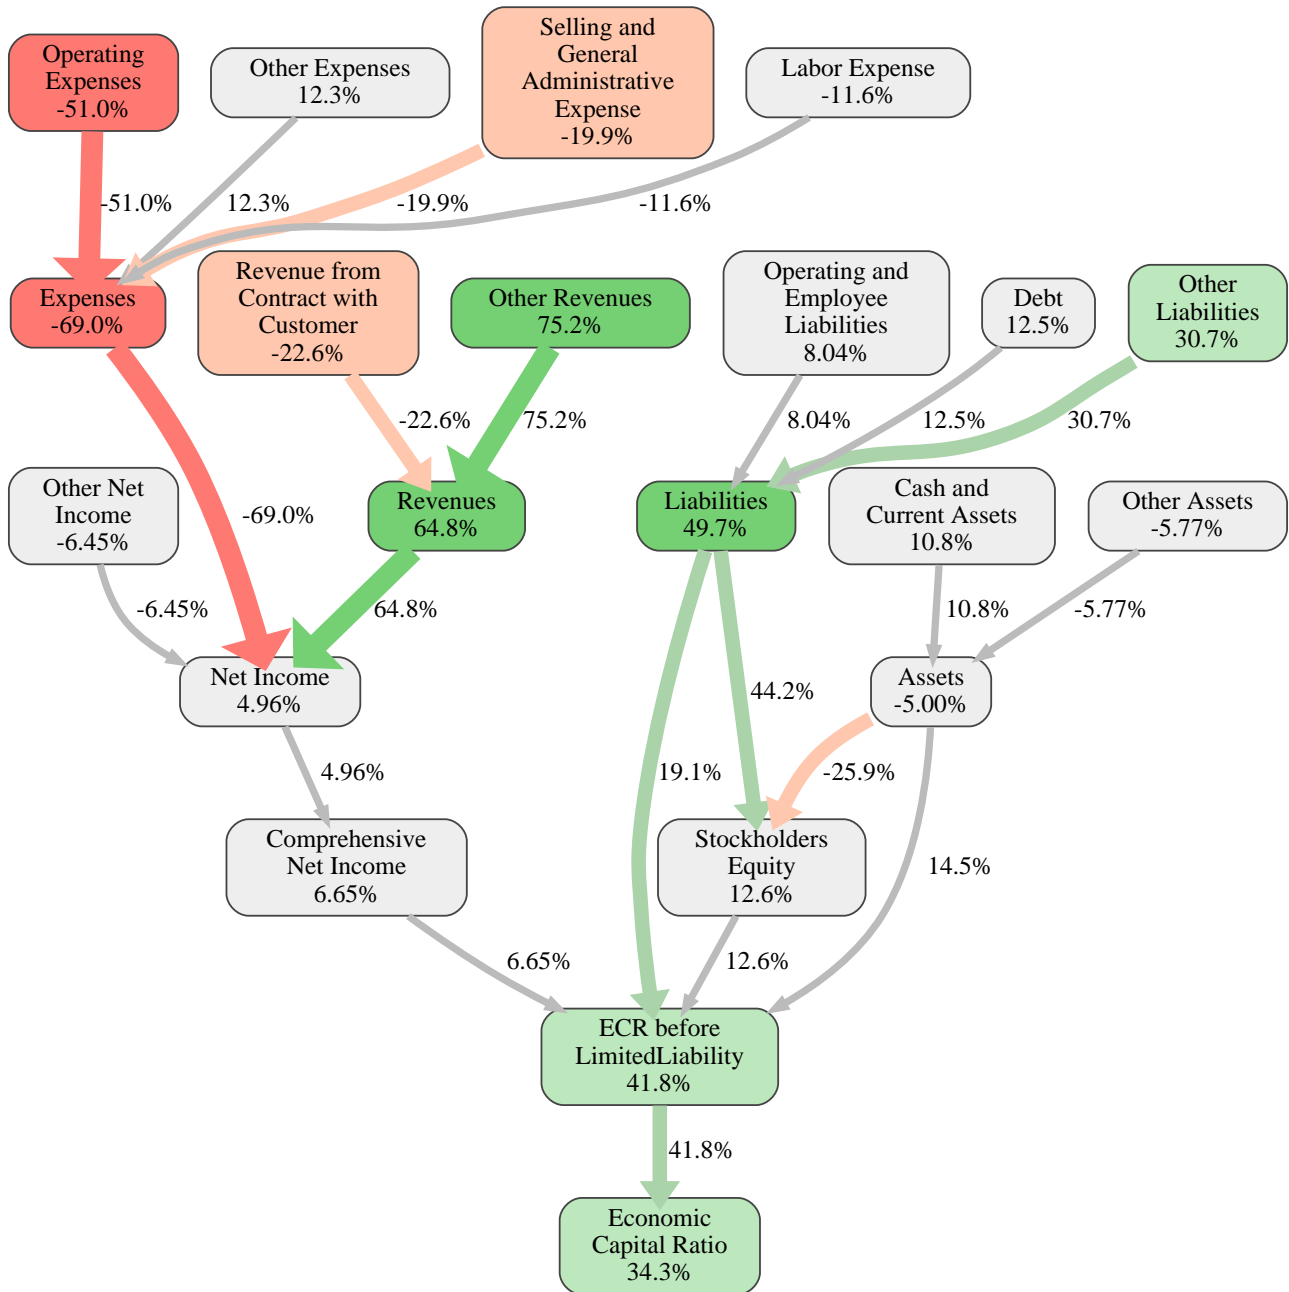 Operating
Expenses
-51.0%
Other Expenses
12.3%
Selling and
General
Administrative
Expense
-19.9%
Labor Expense
-11.6%
-51.0%
12.3%
-19.9%
-11.6%
Expenses
-69.0%
Revenue from
Contract with
Customer
-22.6%
Other Revenues
75.2%
Operating and
Employee
Liabilities
8.04%
Debt
12.5%
Other
Liabilities
30.7%
-22.6%
75.2%
8.04%
12.5%
30.7%
Other Net
Income
-6.45%
-69.0%
Revenues
64.8%
Liabilities
49.7%
Cash and
Current Assets
10.8%
Other Assets
-5.77%
-6.45%
64.8%
10.8%
-5.77%
Net Income
4.96%
44.2%
Assets
-5.00%
4.96%
19.1%
-25.9%
Comprehensive
Net Income
6.65%
Stockholders
Equity
12.6%
14.5%
6.65%
12.6%
ECR before
LimitedLiability
41.8%
41.8%
Economic
Capital Ratio
34.3%